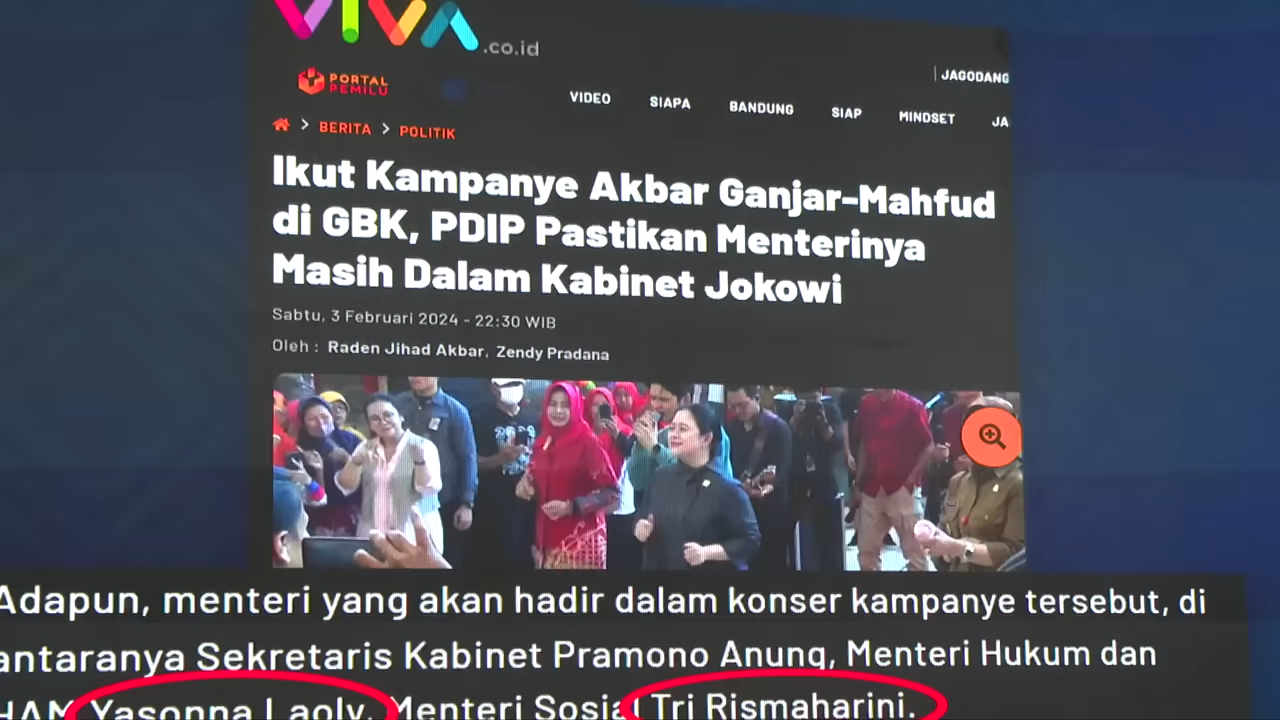 VIVA.co.id
JAGODANG
PORTAL
PEMILU
VIDEO SIAPA BANDUNG SIAP MINDSET JA
> BERITA > POLITIK
Ikut Kampanye Akbar Ganjar-Mahfud
di GBK, PDIP Pastikan Menterinya
Masih Dalam Kabinet Jokowi
Sabtu, 3 Februari 2024 - 22:30 WIB
Oleh : Raden Jihad Akbar, Zendy Pradana
Adapun, menteri yang akan hadir dalam konser kampanye tersebut, di
antaranya Sekretaris Kabinet Pramono Anung, Menteri Hukum dan
HAM Yasonna Laoly, Menteri Sosial Tri Rismaharini.